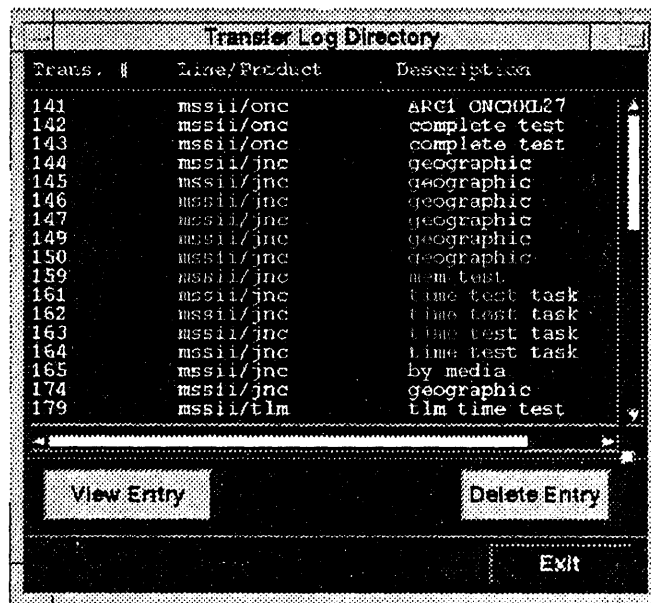 Transfer Log Directory
Trans. # Line/Product Description
141 mssii/onc ARC1 ONCXXL27
142 mssii/onc complete test
143 mssii/onc complete test
144 mssii/jnc geographic
145 mssii/jnc geographic
146 mssii/jnc geographic
147 mssii/jnc geographic
149 mssii/jnc geographic
150 mssii/jnc geographic
159 mssii/jnc mem test
161 mssii/jnc time test task
162 mssii/jnc time test task
163 mssii/jnc time test task
164 mssii/jnc time test task
165 mssii/jnc by media
174 mssii/jnc geographic
179 mssii/tlm tlm time test
View Entry Delete Entry
Exit